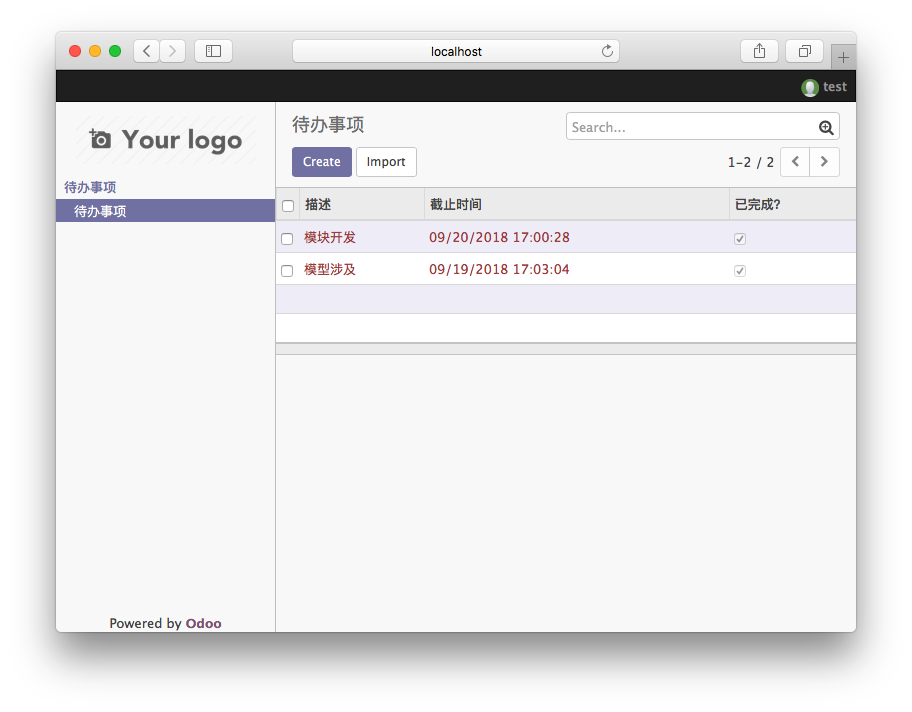 localhost
test
Your logo
待办事项
待办事项
Powered by Odoo
待办事项
Search...
Create Import
1-2 / 2
描述 截止时间 已完成?
模块开发 09/20/2018 17:00:28
模型涉及 09/19/2018 17:03:04